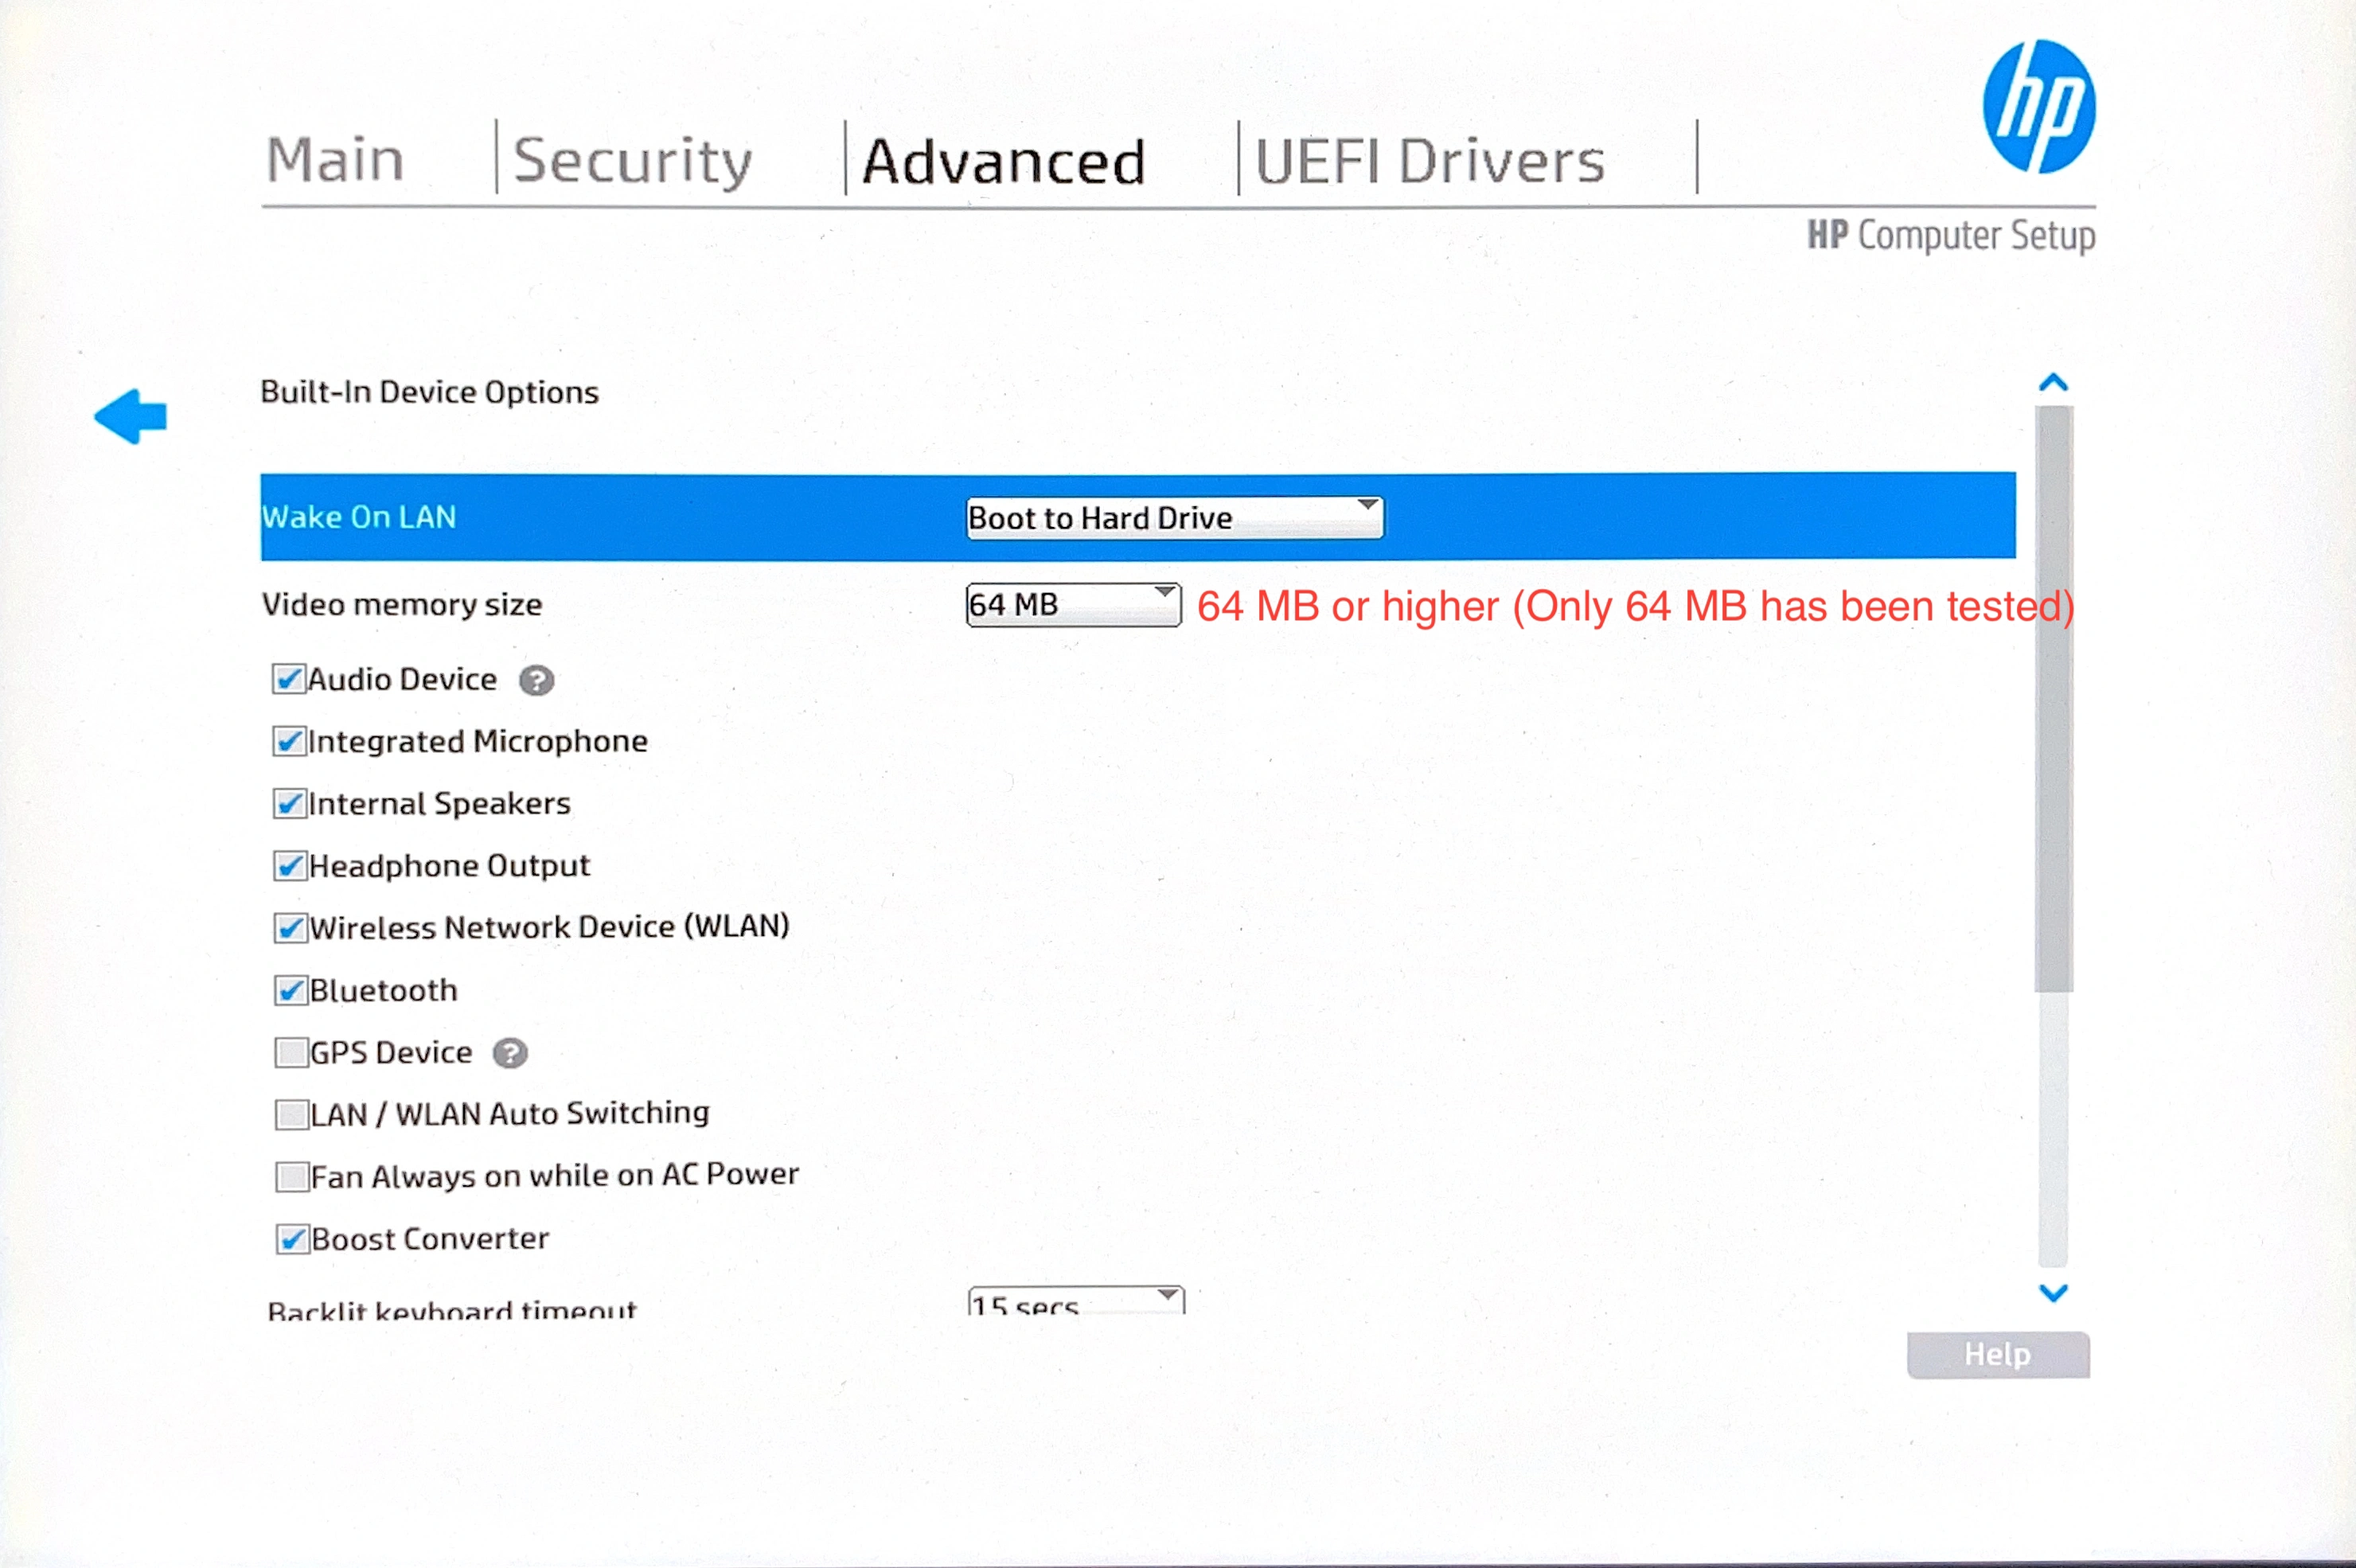 hp
Main Security Advanced UEFI Drivers
HP Computer Setup
Built-In Device Options
Wake On LAN Boot to Hard Drive
Video memory size 64 MB 64 MB or higher (Only 64 MB has been tested)
Audio Device ?
Integrated Microphone
Internal Speakers
Headphone Output
Wireless Network Device (WLAN)
Bluetooth
GPS Device ?
LAN / WLAN Auto Switching
Fan Always on while on AC Power
Boost Converter
Backlit keyboard timeout 15 secs
Help